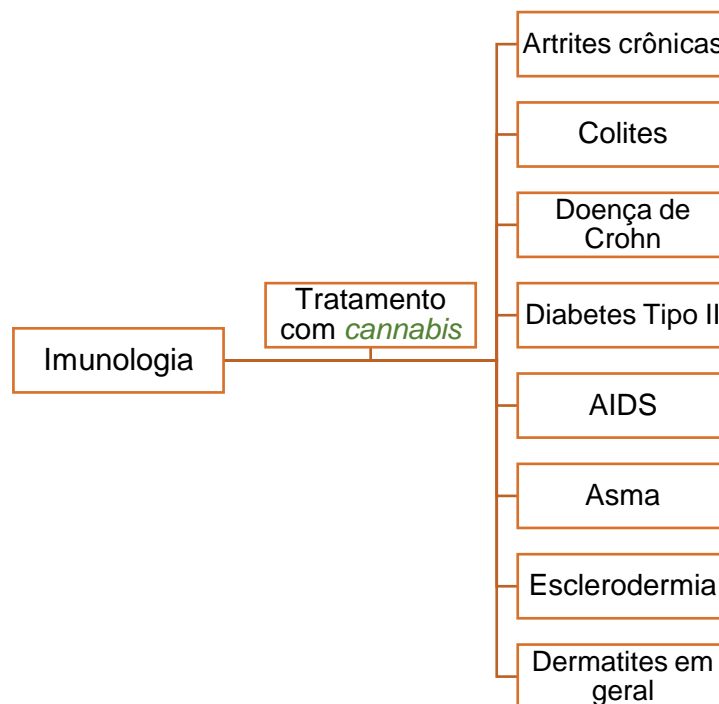 Imunologia
Tratamento
com cannabis
Artrites crônicas
Colites
Doença de
Crohn
Diabetes Tipo II
AIDS
Asma
Esclerodermia
Dermatites em
geral